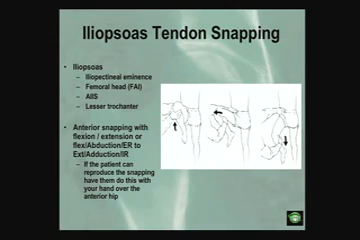 Iliopsoas Tendon Snapping
• Iliopsoas
– Iliopectineal eminence
– Femoral head (FAI)
– AIIS
– Lesser trochanter
• Anterior snapping with
flexion / extension or
flex/Abduction/ER to
Ext/Adduction/IR
– If the patient can
reproduce the snapping
have them do this with
your hand over the
anterior hip